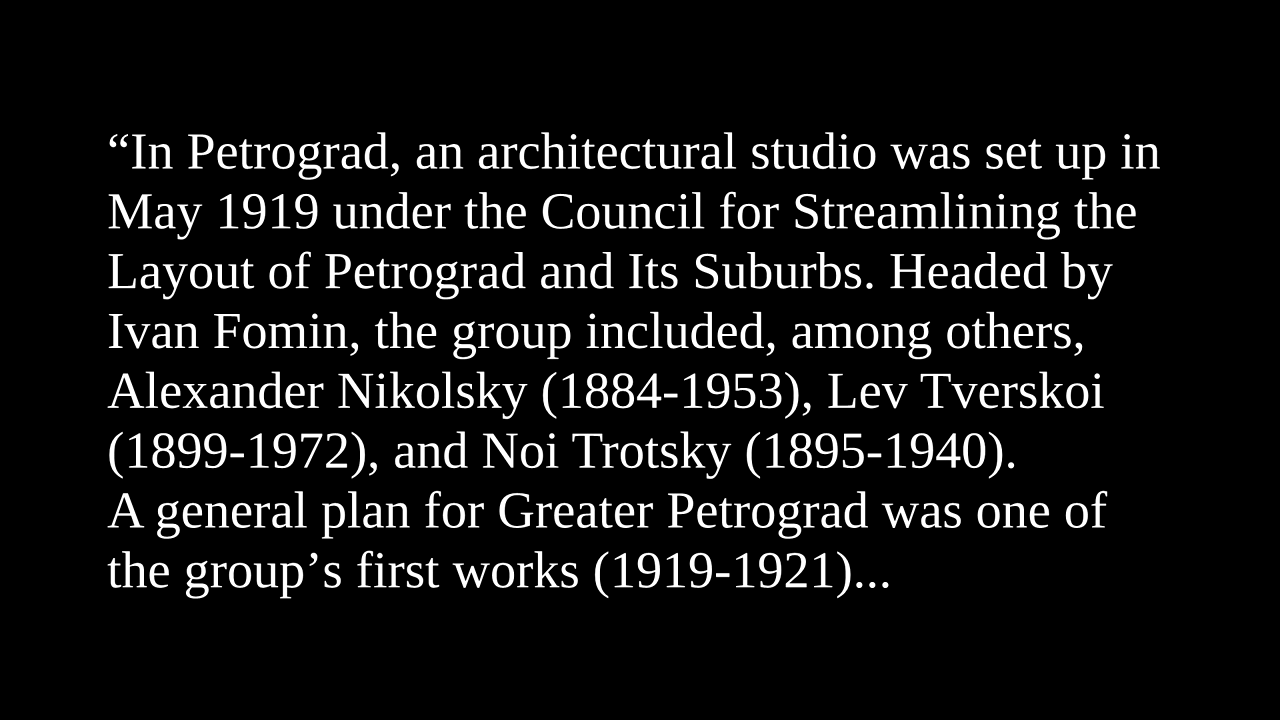 “In Petrograd, an architectural studio was set up in
May 1919 under the Council for Streamlining the
Layout of Petrograd and Its Suburbs. Headed by
Ivan Fomin, the group included, among others,
Alexander Nikolsky (1884-1953), Lev Tverskoi
(1899-1972), and Noi Trotsky (1895-1940).
A general plan for Greater Petrograd was one of
the group’s first works (1919-1921)...